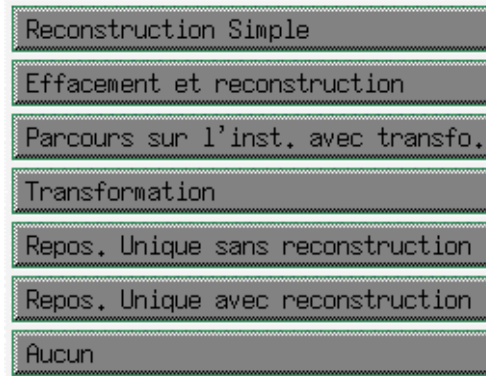 Reconstruction Simple
Effacement et reconstruction
Parcours sur l'inst. avec transfo.
Transformation
Repos. Unique sans reconstruction
Repos. Unique avec reconstruction
Aucun